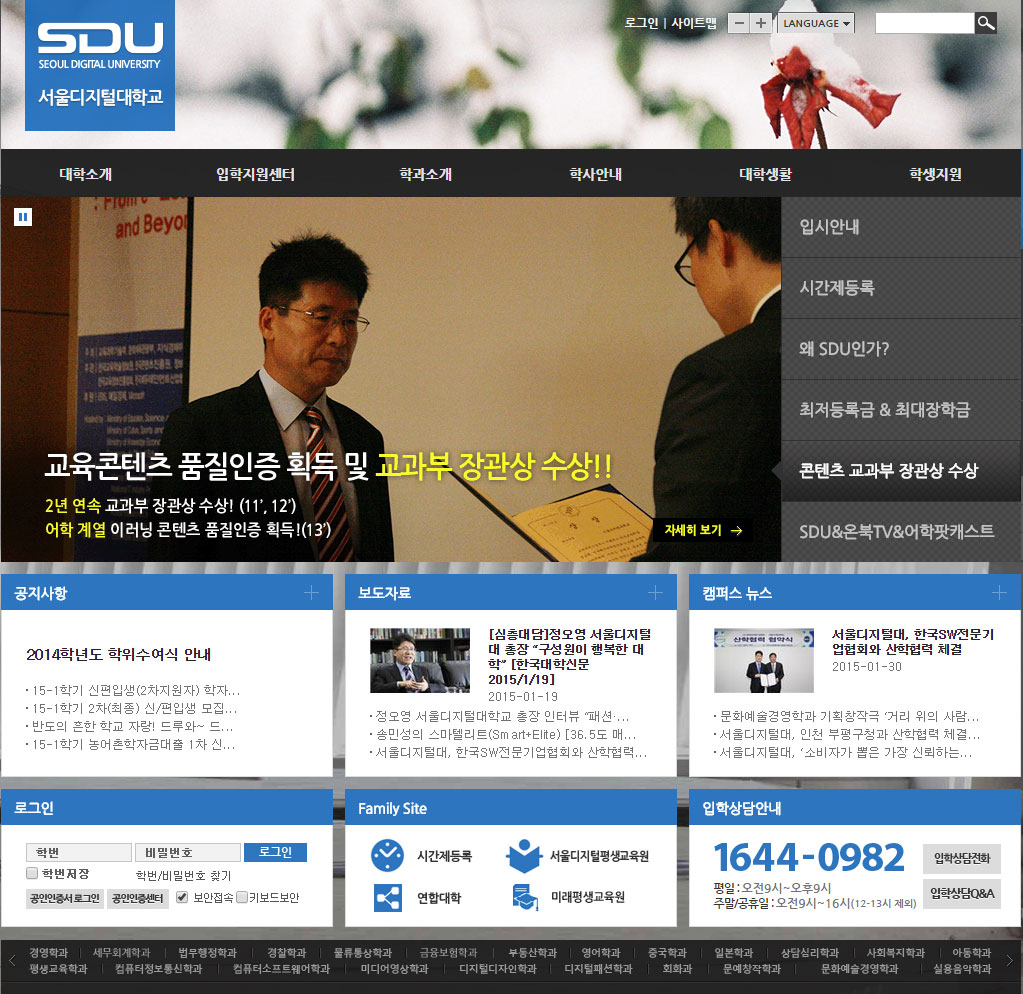 로그인 | 사이트맵
LANGUAGE
SDU
SEOUL DIGITAL UNIVERSITY
서울디지털대학교
대학소개
입학지원센터
학과소개
학사안내
대학생활
학생지원
and Beyon
교육콘텐츠 품질인증 획득 및 교과부 장관상 수상!!
2년 연속 교과부 장관상 수상! (11’, 12’)
어학 계열 이러닝 콘텐츠 품질인증 획득!(13’)
자세히 보기 →
입시안내
시간제등록
왜 SDU인가?
최저등록금 & 최대장학금
콘텐츠 교과부 장관상 수상
SDU&온북TV&어학팟캐스트
공지사항
2014학년도 학위수여식 안내
· 15-1학기 신편입생(2차지원자) 학자...
· 15-1학기 2차(최종) 신/편입생 모집...
· 반도의 흔한 학교 자랑! 드루와~ 드...
· 15-1학기 농어촌학자금대출 1차 신...
보도자료
[심층대담]정오영 서울디지털
대 총장 “구성원이 행복한 대
학” [한국대학신문
2015/1/19]
2015-01-19
· 정오영 서울디지털대학교 총장 인터뷰 “패션·...
· 송민성의 스마텔리트(Smart+Elite) [36.5도 매...
· 서울디지털대, 한국SW전문기업협회와 산학협력...
캠퍼스 뉴스
산학협력 협약식
서울디지털대, 한국SW전문기
업협회와 산학협력 체결
2015-01-30
· 문화예술경영학과 기획창작극 ‘거리 위의 사람...
· 서울디지털대, 인천 부평구청과 산학협력 체결...
· 서울디지털대, ‘소비자가 뽑은 가장 신뢰하는...
로그인
학번
비밀번호
로그인
학번저장
학번/비밀번호 찾기
공인인증서 로그인
공인인증센터
보안접속
키보드보안
Family Site
시간제등록
서울디지털평생교육원
연합대학
미래평생교육원
입학상담안내
1644-0982
평일 : 오전9시~오후9시
주말/공휴일 : 오전9시~16시(12-13시 제외)
입학상담전화
입학상담Q&A
경영학과 세무회계학과 법무행정학과 경찰학과 물류통상학과 금융보험학과 부동산학과 영어학과 중국학과 일본학과 상담심리학과 사회복지학과 아동학과
평생교육학과 컴퓨터정보통신학과 컴퓨터소프트웨어학과 미디어영상학과 디지털디자인학과 디지털패션학과 회화과 문예창작학과 문화예술경영학과 실용음악학과